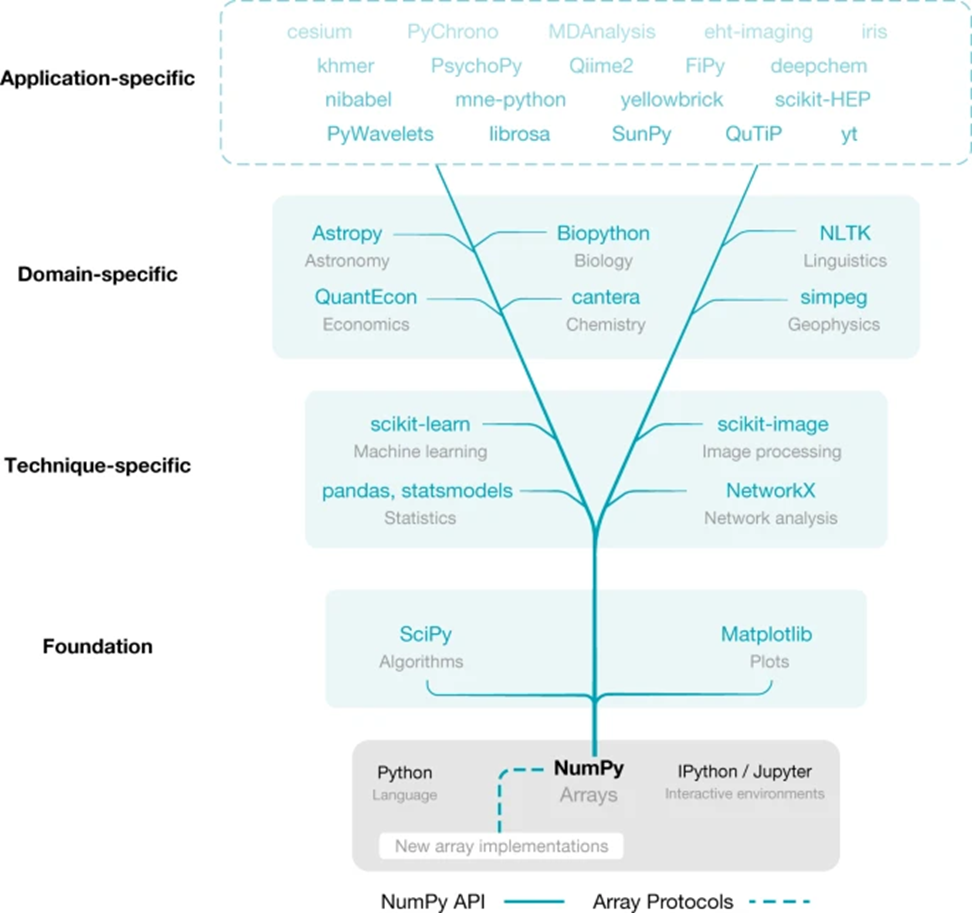 cesium PyChrono MDAnalysis eht-imaging iris
khmer PsychoPy Qiime2 FiPy deepchem
Application-specific
nibabel mne-python yellowbrick scikit-HEP
PyWavelets librosa SunPy QuTiP yt
Astropy Biopython NLTK
Astronomy Biology Linguistics
Domain-specific
QuantEcon cantera simpeg
Economics Chemistry Geophysics
scikit-learn scikit-image
Machine learning Image processing
Technique-specific
pandas, statsmodels NetworkX
Statistics Network analysis
SciPy Matplotlib
Foundation
Algorithms Plots
Python NumPy IPython / Jupyter
Language Arrays Interactive environments
New array implementations
NumPy API Array Protocols